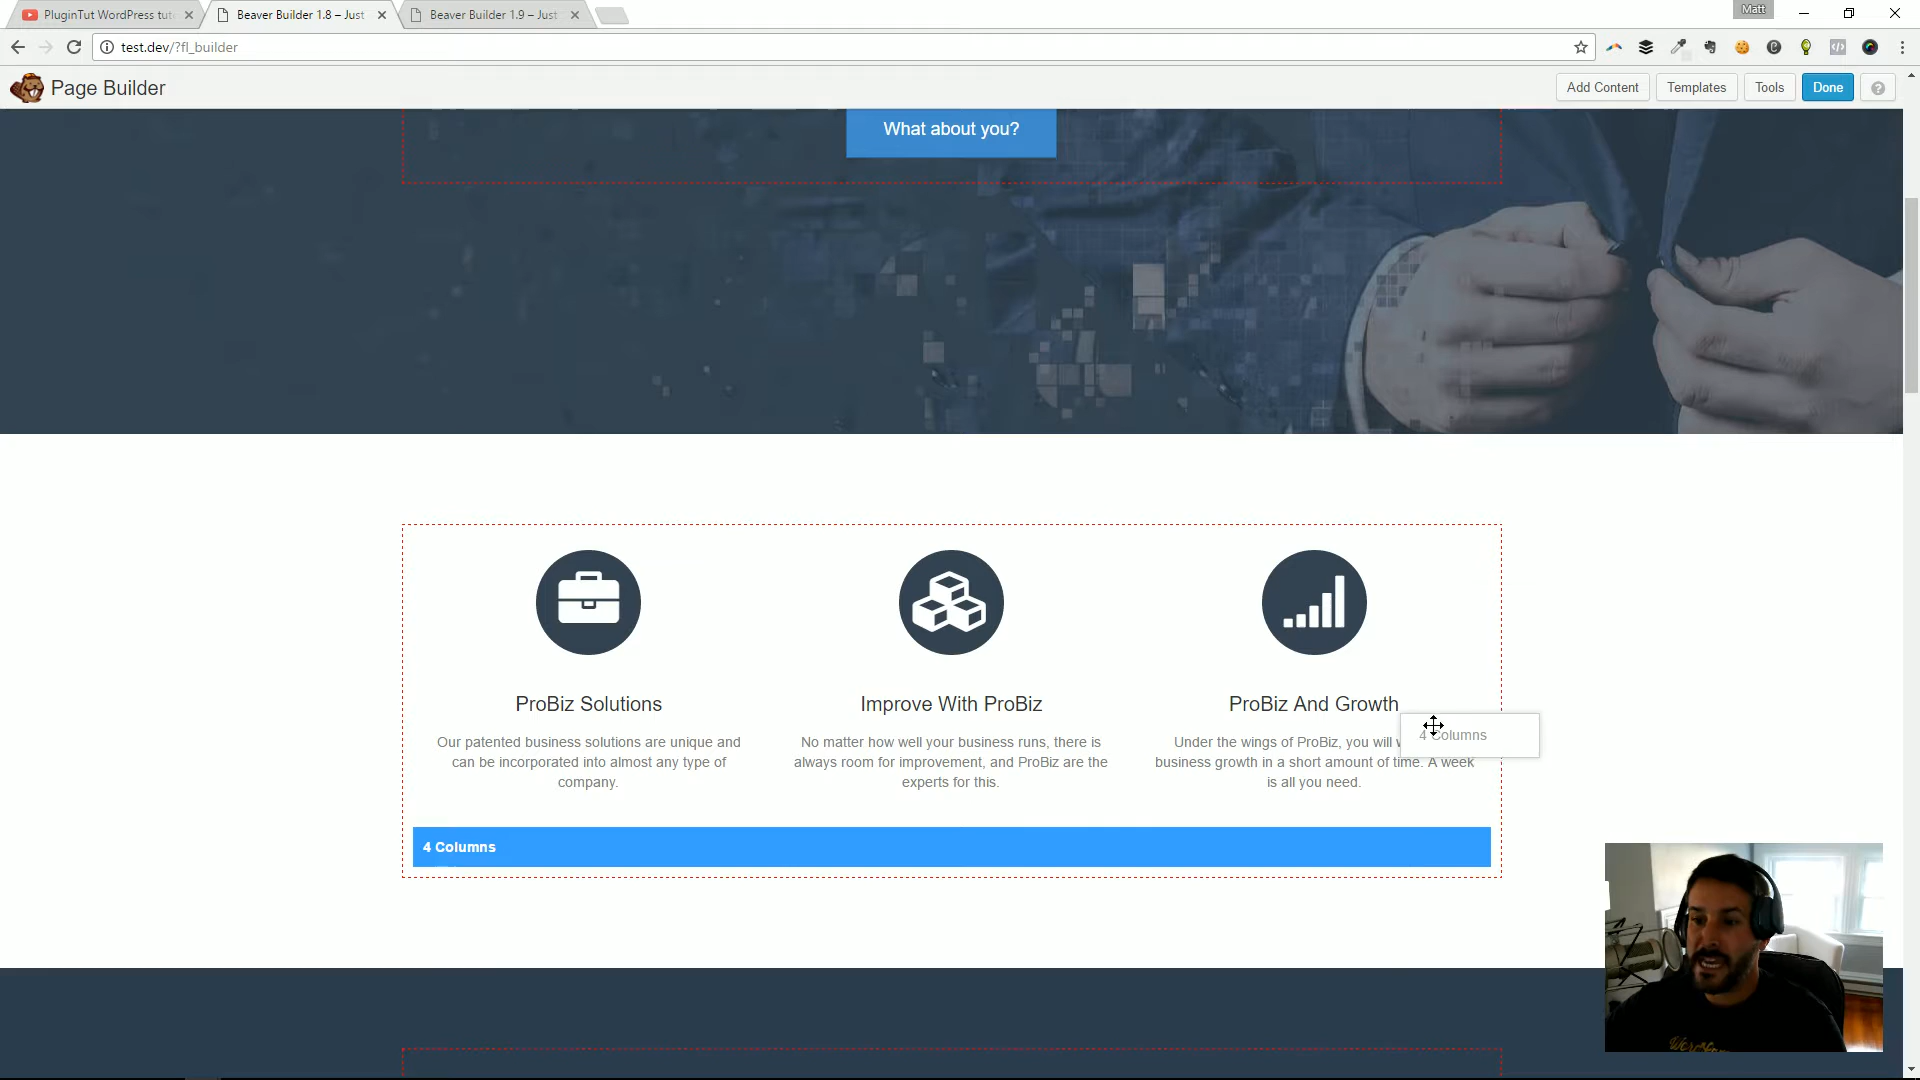 PluginTut WordPress tut
Beaver Builder 1.8 – Just
Beaver Builder 1.9 – Just
Matt
test.dev/?fl_builder
Page Builder
Add Content
Templates
Tools
Done
?
What about you?
ProBiz Solutions
Our patented business solutions are unique and
can be incorporated into almost any type of
company.
Improve With ProBiz
No matter how well your business runs, there is
always room for improvement, and ProBiz are the
experts for this.
ProBiz And Growth
Under the wings of ProBiz, you will
business growth in a short amount of time. A week
is all you need.
4 Columns
4 Columns